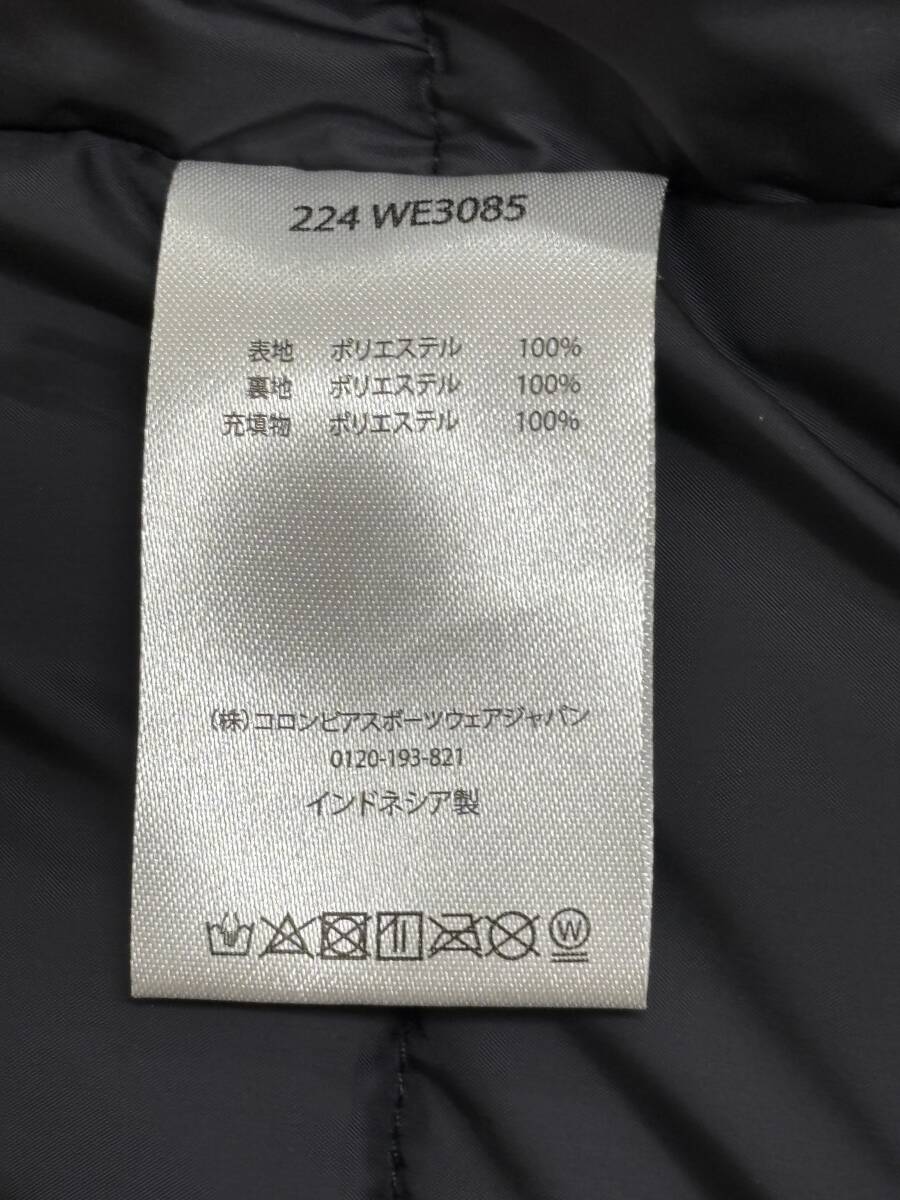 224 WE3085
表地 ポリエステル 100%
裏地 ポリエステル 100%
充填物 ポリエステル 100%
(株)コロンビアスポーツウェアジャパン
0120-193-821
インドネシア製
W